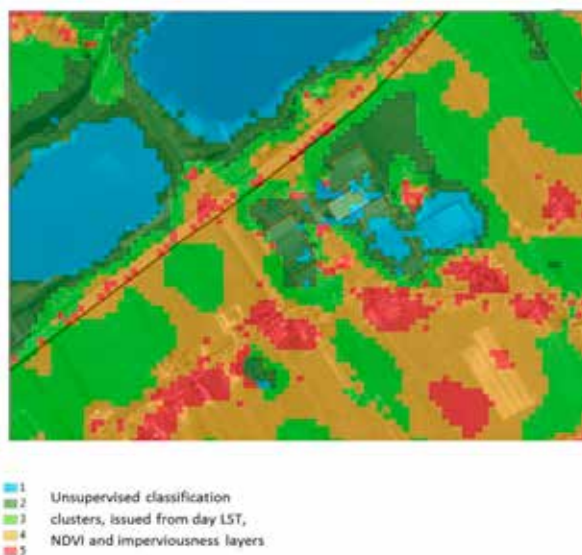 1
2
3
4
5
Unsupervised classification
clusters, issued from day LST,
NDVI and imperviousness layers